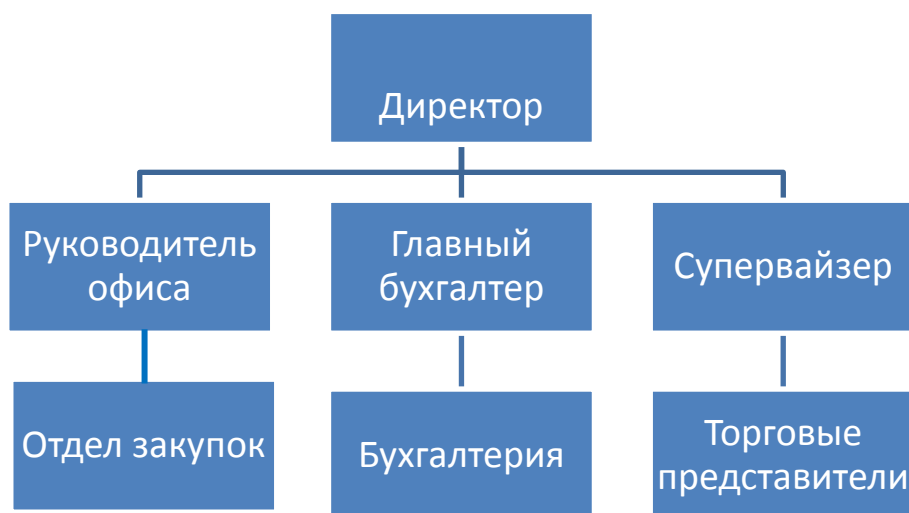 Директор
Руководитель
офиса
Главный
бухгалтер
Супервайзер
Отдел закупок
Бухгалтерия
Торговые
представители